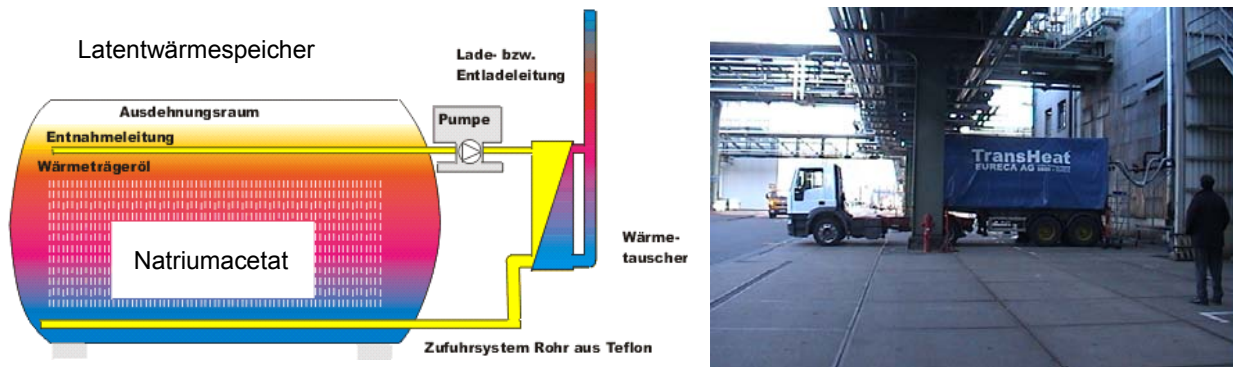 Latentwärmespeicher
Lade- bzw.
Entladeleitung
Ausdehnungsraum
Pumpe
Entnahmeleitung
Wärmeträgeröl
Natriumacetat
Wärme-
tauscher
Zufuhrsystem Rohr aus Teflon
TransHeat
EURECA AG